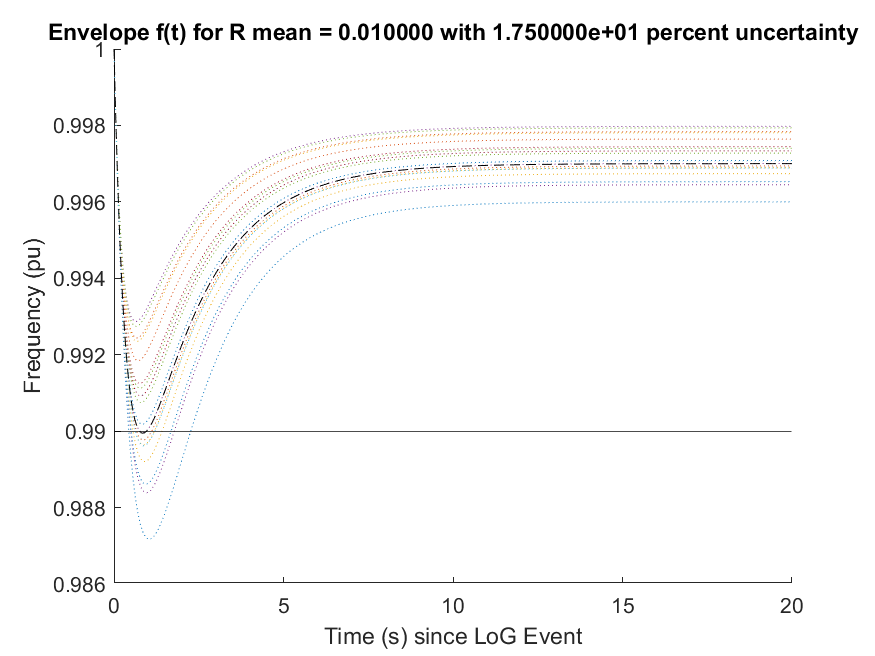 Envelope f(t) for R mean = 0.010000 with 1.750000e+01 percent uncertainty
1
0.998
0.996
0.994
0.992
0.99
0.988
0.986
Frequency (pu)
0 5 10 15 20
Time (s) since LoG Event